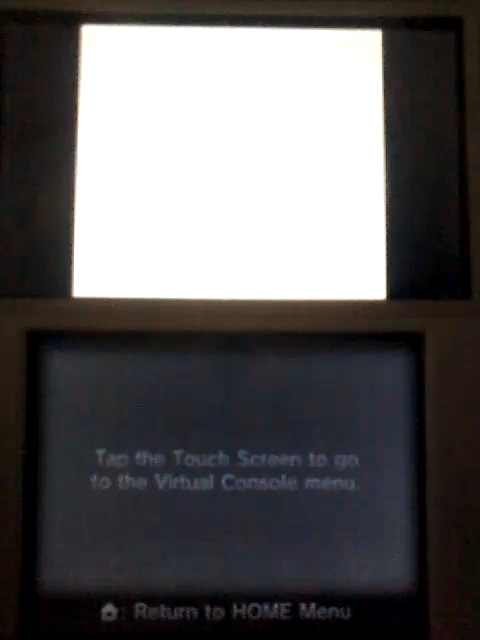 Tap the Touch Screen to go
to the Virtual Console menu.
: Return to HOME Menu